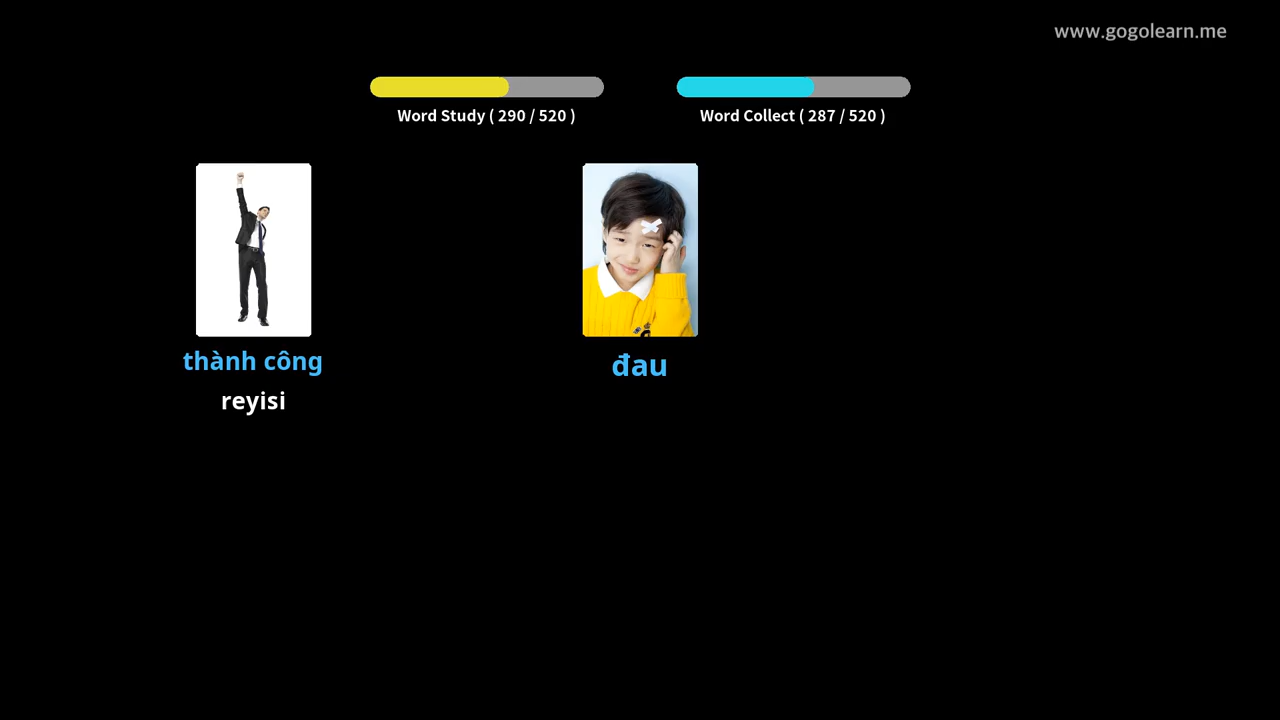 www.gogolearn.me
Word Study ( 290 / 520 )
Word Collect ( 287 / 520 )
thành công
reyisi
đau